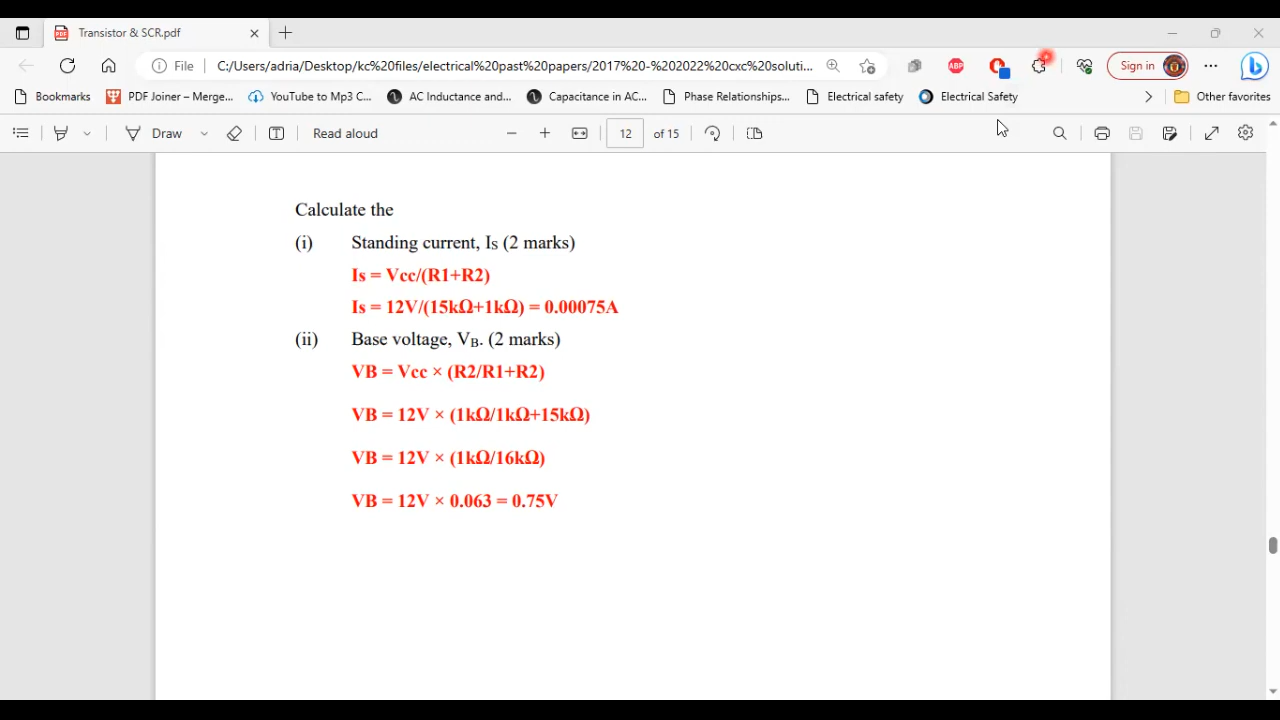 Transistor & SCR.pdf
File
C:/Users/adria/Desktop/kc%20files/electrical%20past%20papers/2017%20-%202022%20cxc%20soluti...
ABP
Sign in
Bookmarks
PDF Joiner – Merge...
YouTube to Mp3 C...
AC Inductance and...
Capacitance in AC...
Phase Relationships...
Electrical safety
Electrical Safety
Other favorites
Draw
Read aloud
12 of 15
Calculate the
(i) Standing current, IS (2 marks)
Is = Vcc/(R1+R2)
Is = 12V/(15kΩ+1kΩ) = 0.00075A
(ii) Base voltage, VB. (2 marks)
VB = Vcc × (R2/R1+R2)
VB = 12V × (1kΩ/1kΩ+15kΩ)
VB = 12V × (1kΩ/16kΩ)
VB = 12V × 0.063 = 0.75V